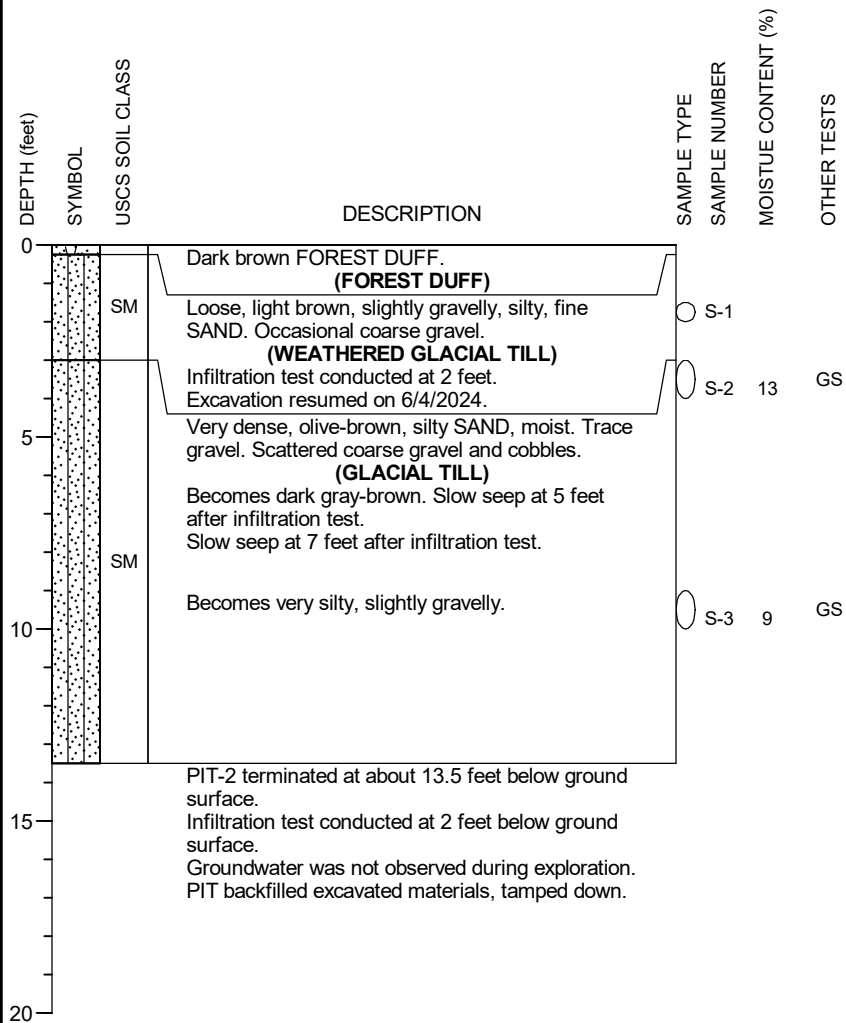 DEPTH (feet)
SYMBOL
USCS SOIL CLASS
DESCRIPTION
SAMPLE TYPE
SAMPLE NUMBER
MOISTUE CONTENT (%)
OTHER TESTS
0
Dark brown FOREST DUFF.
(FOREST DUFF)
SM
Loose, light brown, slightly gravelly, silty, fine
SAND. Occasional coarse gravel.
S-1
(WEATHERED GLACIAL TILL)
Infiltration test conducted at 2 feet.
Excavation resumed on 6/4/2024.
S-2 13 GS
5
Very dense, olive-brown, silty SAND, moist. Trace
gravel. Scattered coarse gravel and cobbles.
(GLACIAL TILL)
Becomes dark gray-brown. Slow seep at 5 feet
after infiltration test.
Slow seep at 7 feet after infiltration test.
SM
Becomes very silty, slightly gravelly.
S-3 9 GS
10
PIT-2 terminated at about 13.5 feet below ground
surface.
15
Infiltration test conducted at 2 feet below ground
surface.
Groundwater was not observed during exploration.
PIT backfilled excavated materials, tamped down.
20